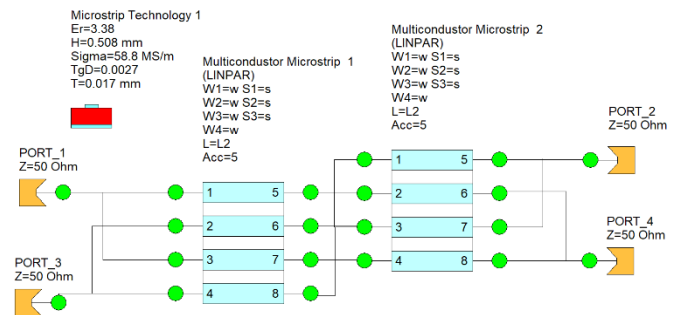 Microstrip Technology 1
Er=3.38
H=0.508 mm
Sigma=58.8 MS/m
TgD=0.0027
T=0.017 mm
Multicondustor Microstrip 1
(LINPAR)
W1=w S1=s
W2=w S2=s
W3=w S3=s
W4=w
L=L2
Acc=5
Multicondustor Microstrip 2
(LINPAR)
W1=w S1=s
W2=w S2=s
W3=w S3=s
W4=w
L=L2
Acc=5
PORT_1
Z=50 Ohm
PORT_2
Z=50 Ohm
PORT_3
Z=50 Ohm
PORT_4
Z=50 Ohm
1 5
2 6
3 7
4 8
1 5
2 6
3 7
4 8